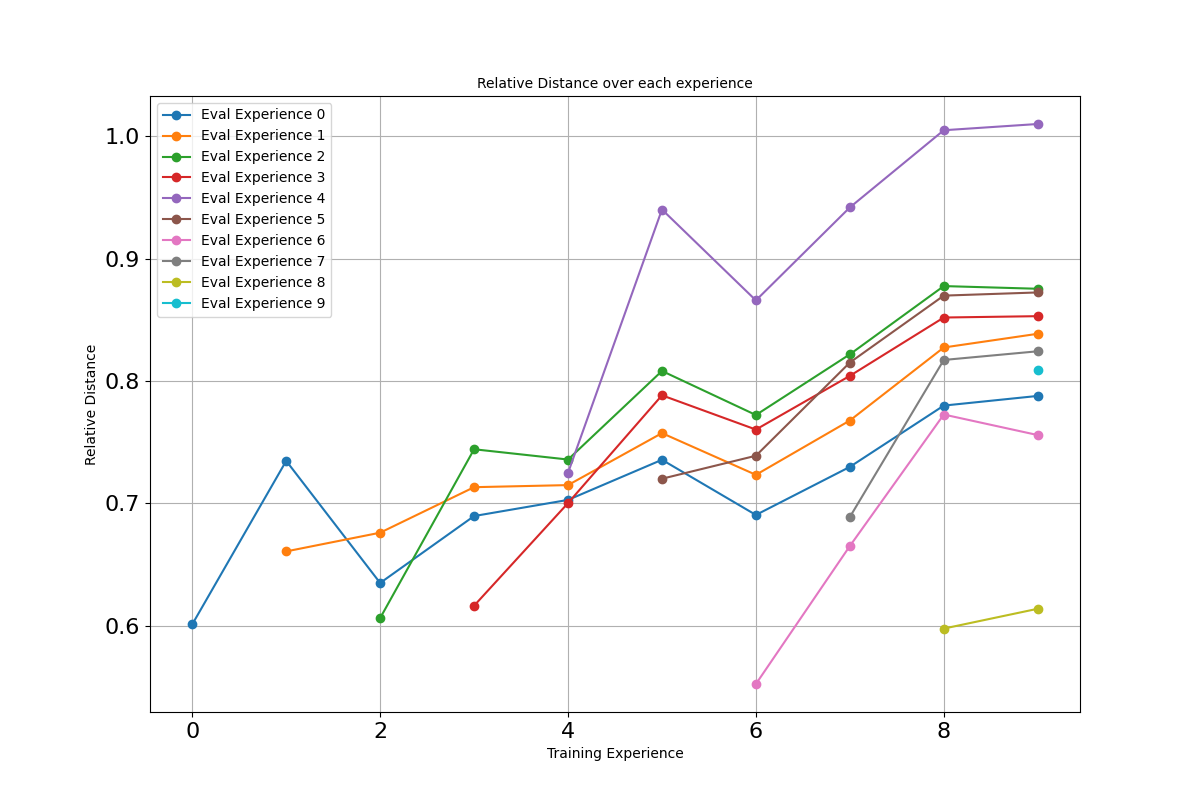 Relative Distance over each experience
Eval Experience 0
Eval Experience 1
Eval Experience 2
Eval Experience 3
Eval Experience 4
Eval Experience 5
Eval Experience 6
Eval Experience 7
Eval Experience 8
Eval Experience 9
1.0
0.9
0.8
0.7
0.6
Relative Distance
0 2 4 6 8
Training Experience